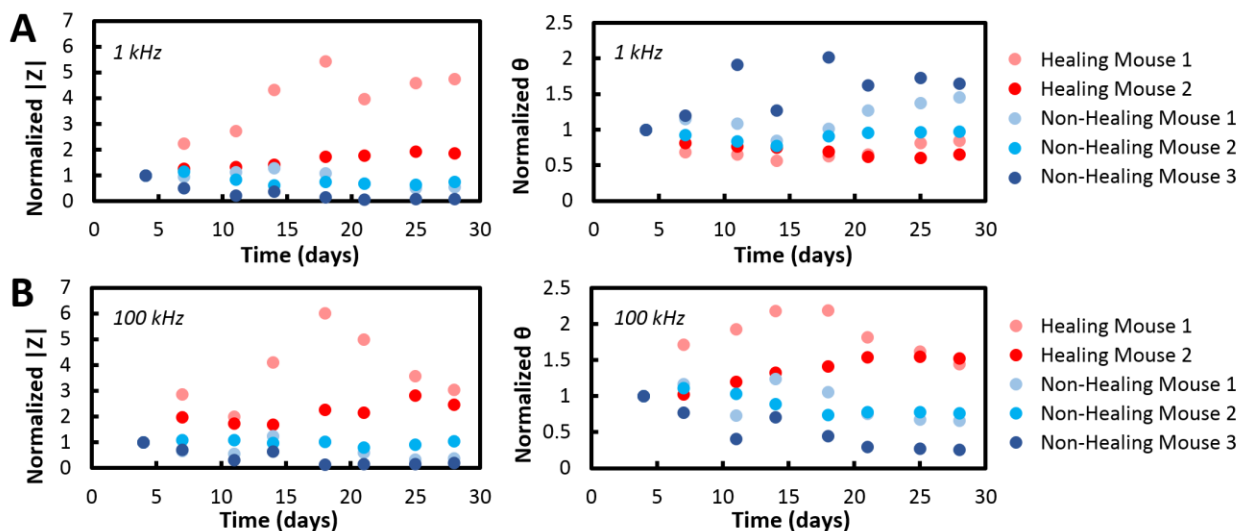 A
Normalized |Z|
7
6
5
4
3
2
1
0
1 kHz
0 5 10 15 20 25 30
Time (days)
Normalized θ
2.5
2
1.5
1
0.5
0
1 kHz
0 5 10 15 20 25 30
Time (days)
Healing Mouse 1
Healing Mouse 2
Non-Healing Mouse 1
Non-Healing Mouse 2
Non-Healing Mouse 3
B
Normalized |Z|
7
6
5
4
3
2
1
0
100 kHz
0 5 10 15 20 25 30
Time (days)
Normalized θ
2.5
2
1.5
1
0.5
0
100 kHz
0 5 10 15 20 25 30
Time (days)
Healing Mouse 1
Healing Mouse 2
Non-Healing Mouse 1
Non-Healing Mouse 2
Non-Healing Mouse 3